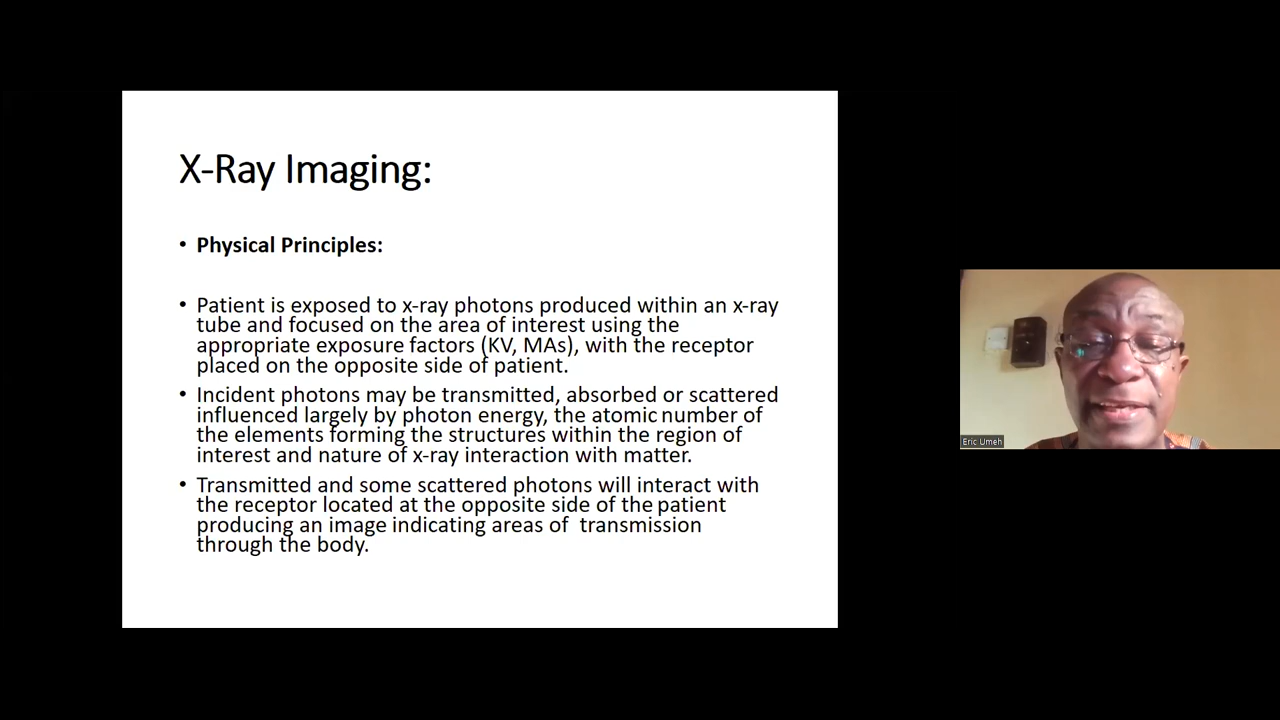 X-Ray Imaging:
• Physical Principles:
• Patient is exposed to x-ray photons produced within an x-ray
tube and focused on the area of interest using the
appropriate exposure factors (KV, MAs), with the receptor
placed on the opposite side of patient.
• Incident photons may be transmitted, absorbed or scattered
influenced largely by photon energy, the atomic number of
the elements forming the structures within the region of
interest and nature of x-ray interaction with matter.
• Transmitted and some scattered photons will interact with
the receptor located at the opposite side of the patient
producing an image indicating areas of  transmission
through the body.
Eric Umeh